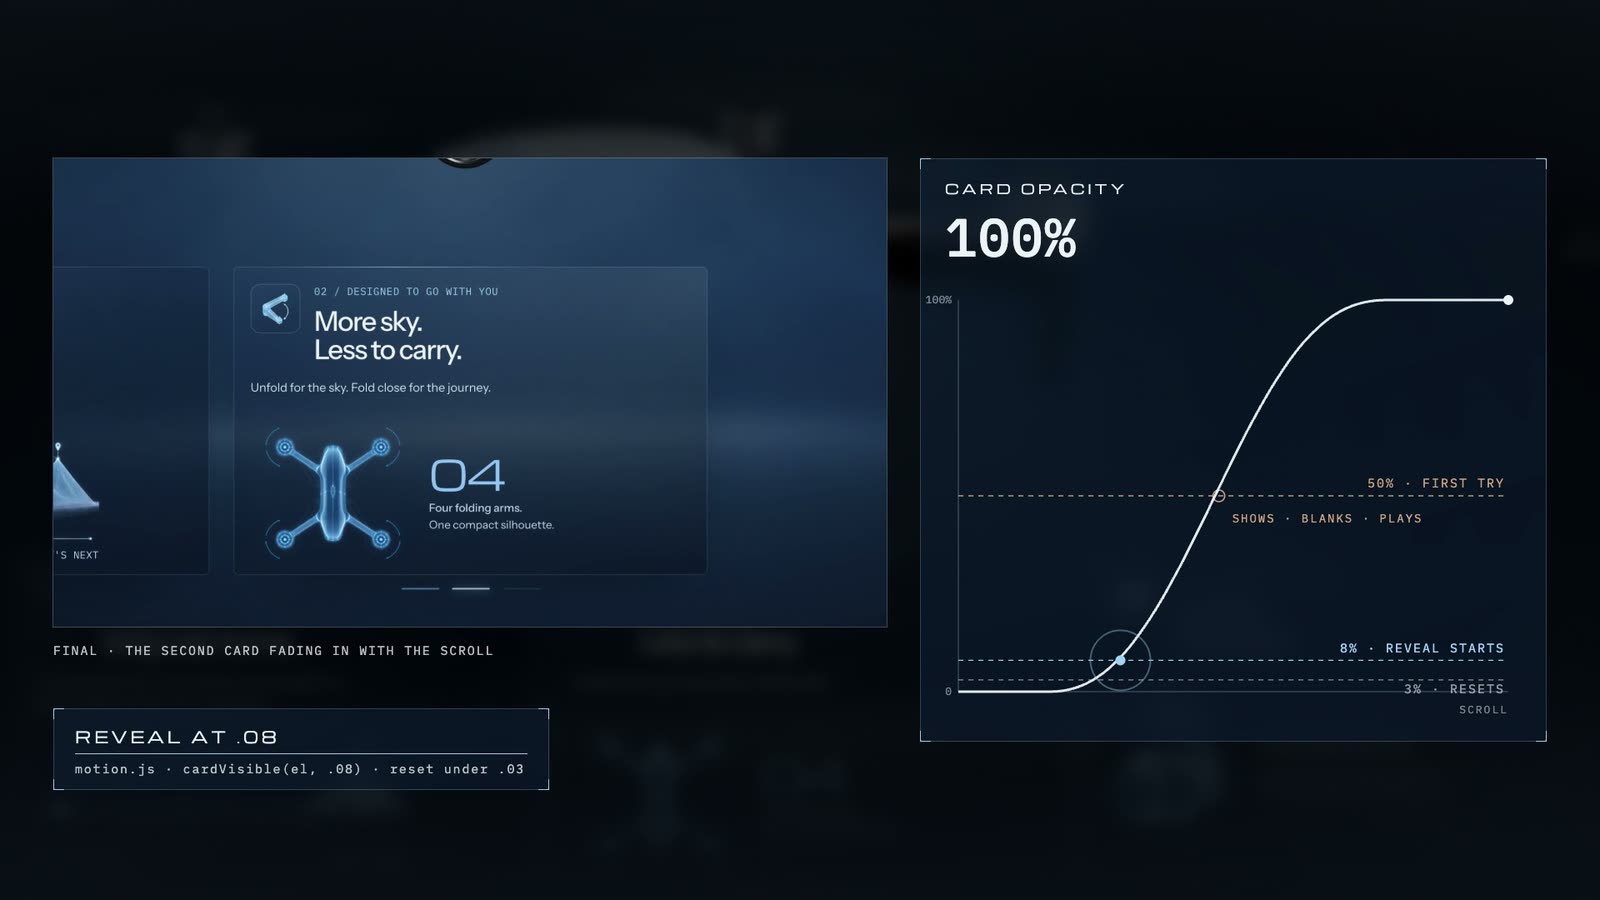 02 / DESIGNED TO GO WITH YOU
More sky.
Less to carry.
Unfold for the sky. Fold close for the journey.
04
Four folding arms.
One compact silhouette.
'S NEXT
FINAL · THE SECOND CARD FADING IN WITH THE SCROLL
REVEAL AT .08
motion.js · cardVisible(el, .08) · reset under .03
CARD OPACITY
100%
100%
50% · FIRST TRY
SHOWS · BLANKS · PLAYS
8% · REVEAL STARTS
3% · RESETS
0
SCROLL